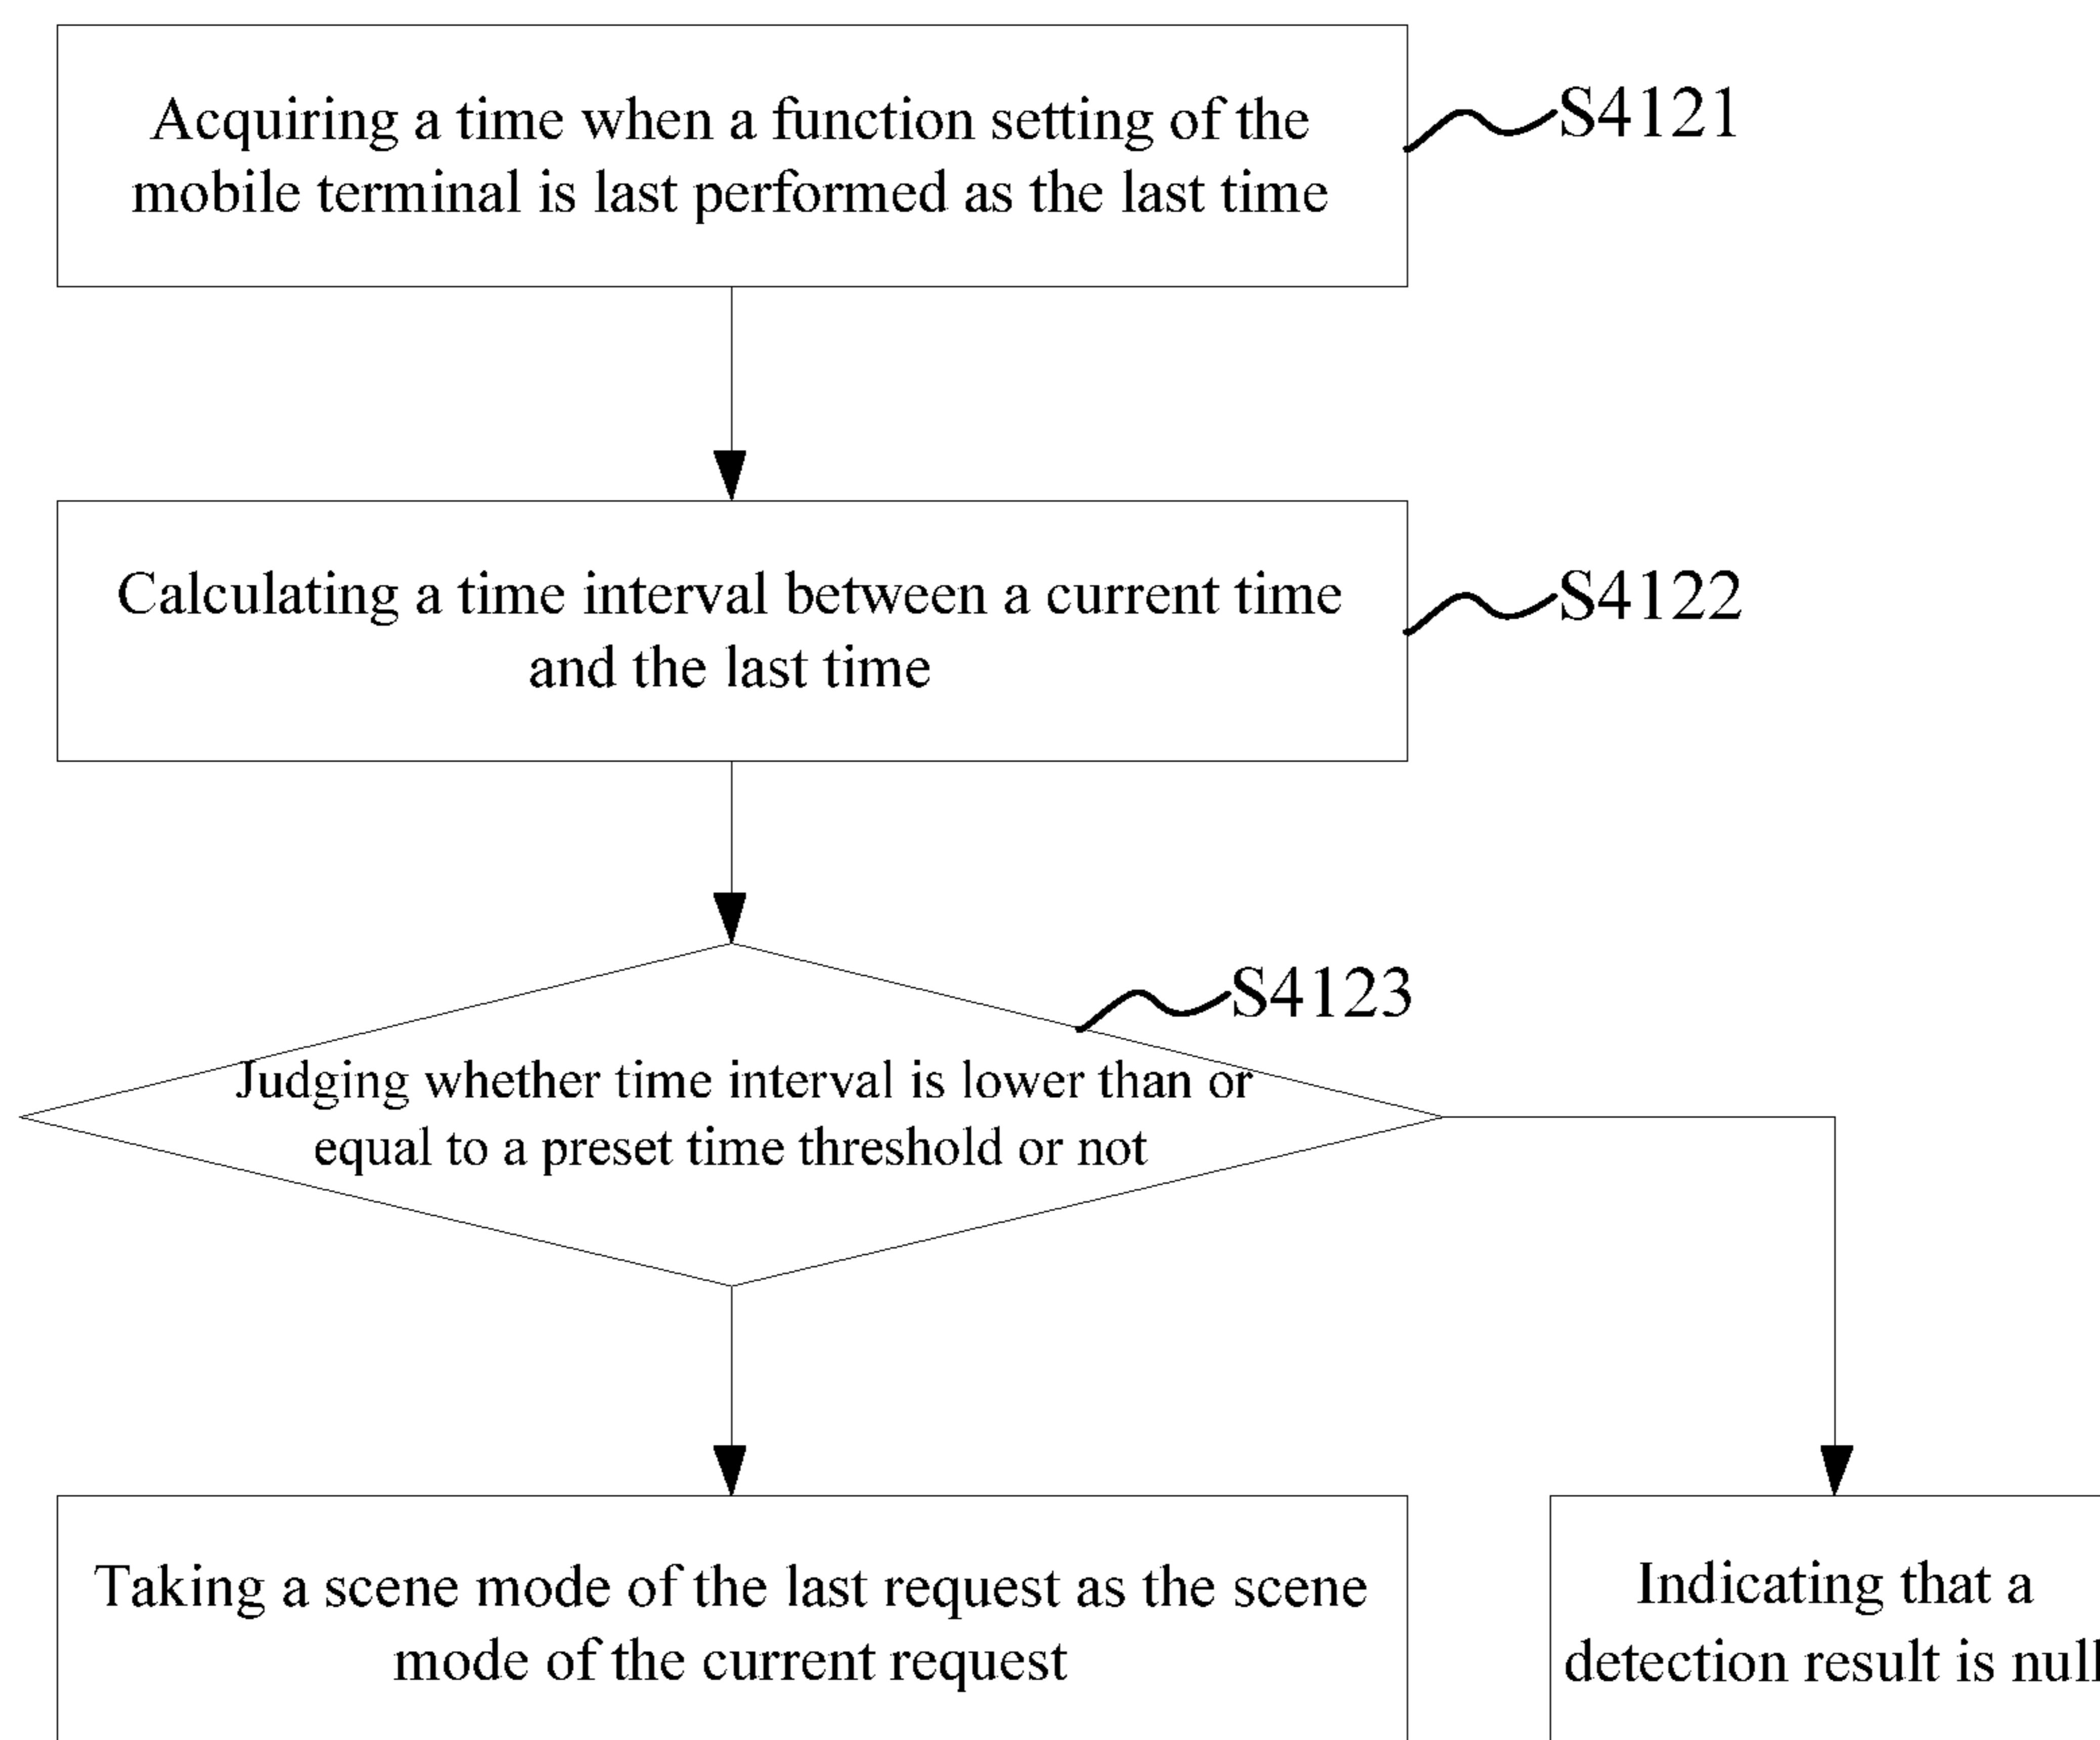 Acquiring a time when a function setting of the
mobile terminal is last performed as the last time
S4121
Calculating a time interval between a current time
and the last time
S4122
S4123
Judging whether time interval is lower than or
equal to a preset time threshold or not
Taking a scene mode of the last request as the scene
mode of the current request
Indicating that a
detection result is null